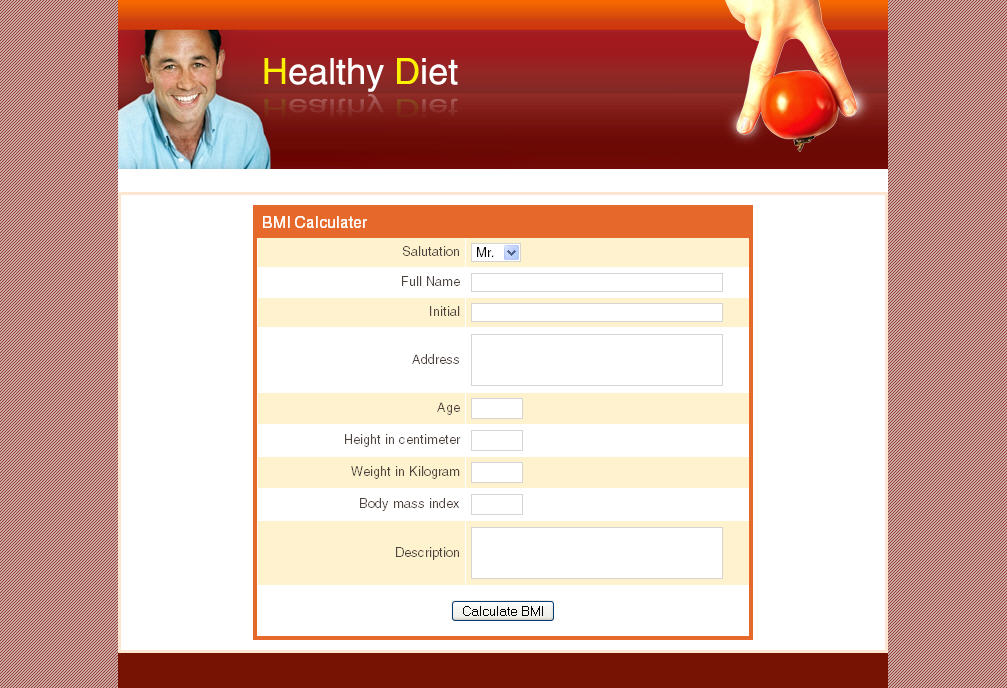 Healthy Diet
BMI Calculater
Salutation Mr.
Full Name
Initial
Address
Age
Height in centimeter
Weight in Kilogram
Body mass index
Description
Calculate BMI